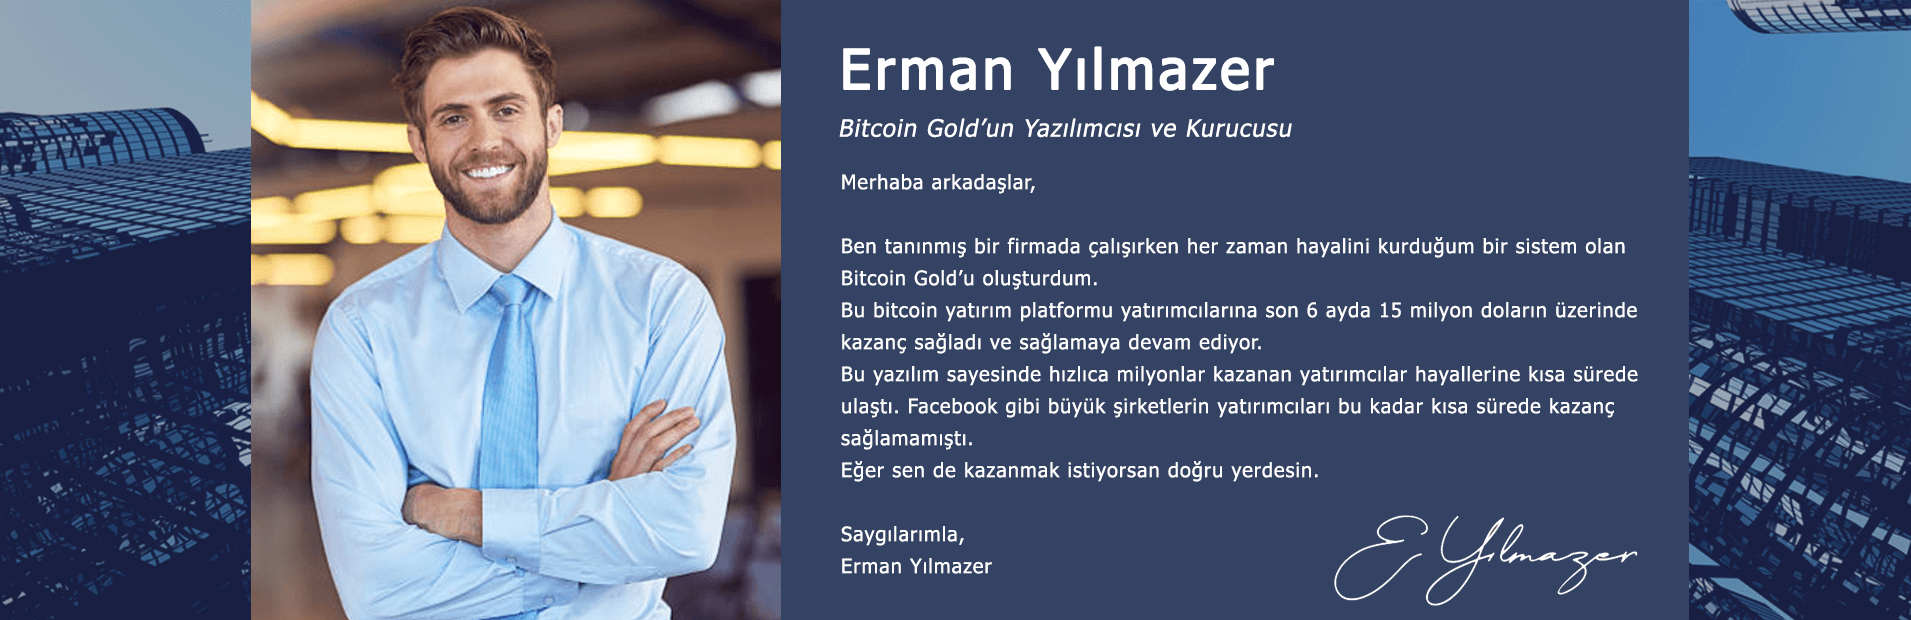 Erman Yılmazer
Bitcoin Gold’un Yazılımcısı ve Kurucusu
Merhaba arkadaşlar,
Ben tanınmış bir firmada çalışırken her zaman hayalini kurduğum bir sistem olan
Bitcoin Gold’u oluşturdum.
Bu bitcoin yatırım platformu yatırımcılarına son 6 ayda 15 milyon doların üzerinde
kazanç sağladı ve sağlamaya devam ediyor.
Bu yazılım sayesinde hızlıca milyonlar kazanan yatırımcılar hayallerine kısa sürede
ulaştı. Facebook gibi büyük şirketlerin yatırımcıları bu kadar kısa sürede kazanç
sağlamamıştı.
Eğer sen de kazanmak istiyorsan doğru yerdesin.
Saygılarımla,
Erman Yılmazer
E Yılmazer